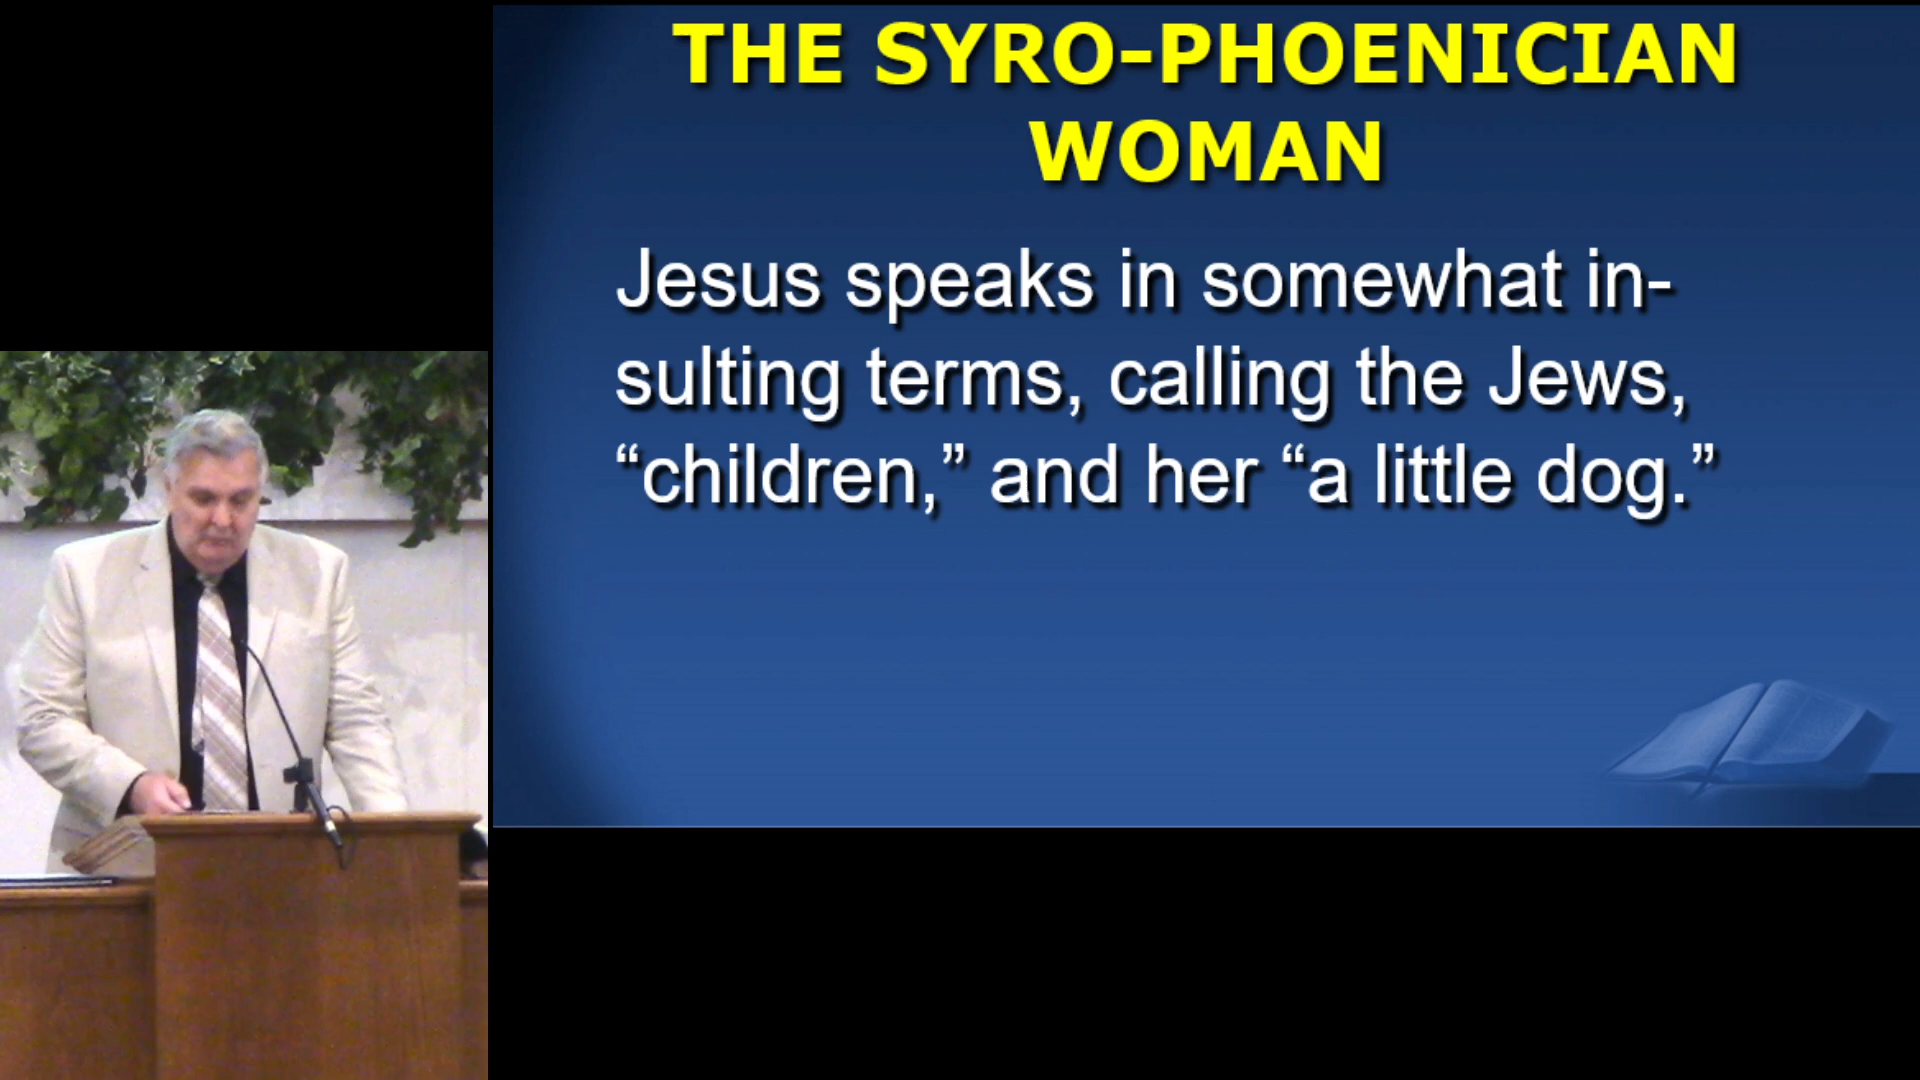 THE SYRO-PHOENICIAN
WOMAN
Jesus speaks in somewhat in-
sulting terms, calling the Jews,
“children,” and her “a little dog.”